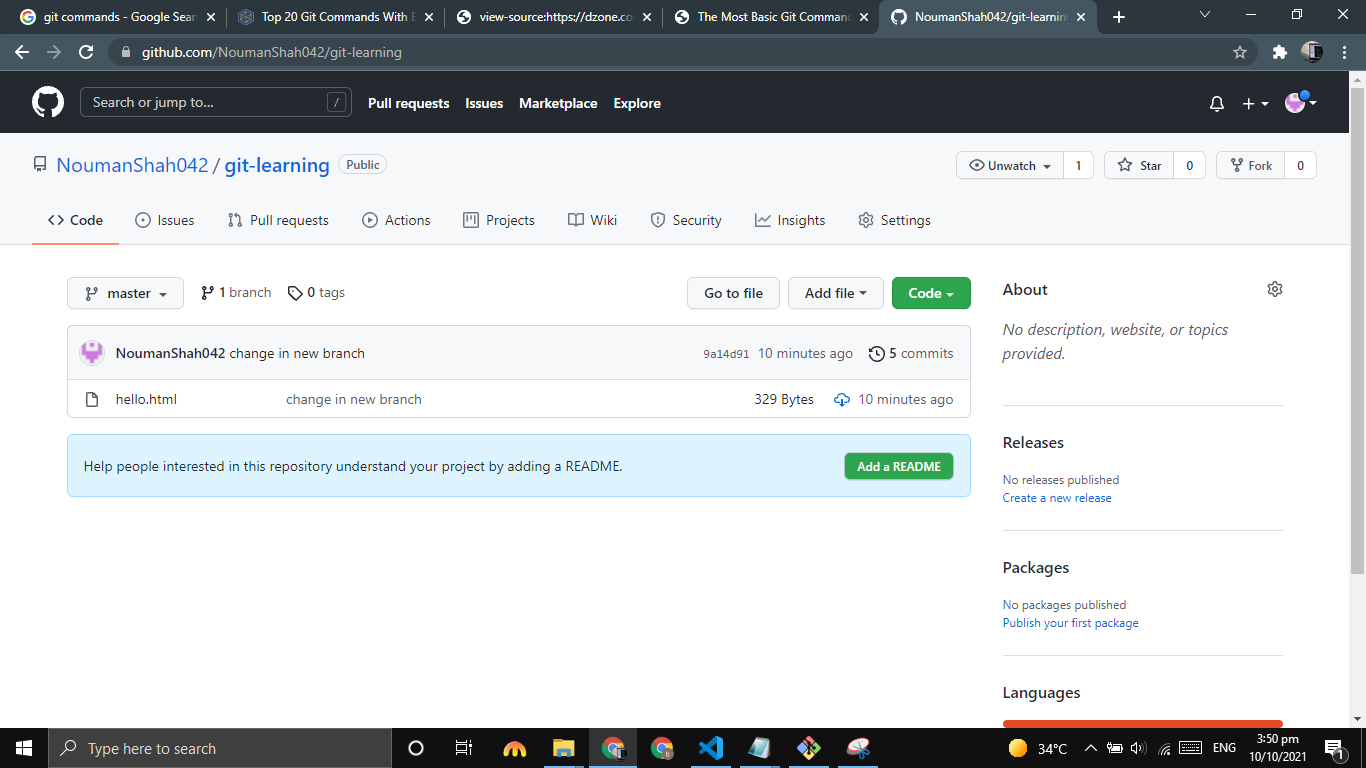 git commands - Google Sear
Top 20 Git Commands With E
view-source:https://dzone.co
The Most Basic Git Command
NoumanShah042/git-learning
github.com/NoumanShah042/git-learning
Search or jump to... /
Pull requests Issues Marketplace Explore
NoumanShah042 / git-learning Public
Unwatch 1 Star 0 Fork 0
Code Issues Pull requests Actions Projects Wiki Security Insights Settings
master 1 branch 0 tags Go to file Add file Code
NoumanShah042 change in new branch 9a14d91 10 minutes ago 5 commits
hello.html change in new branch 329 Bytes 10 minutes ago
Help people interested in this repository understand your project by adding a README. Add a README
About
No description, website, or topics
provided.
Releases
No releases published
Create a new release
Packages
No packages published
Publish your first package
Languages
Type here to search
34°C
ENG
3:50 pm
10/10/2021
1